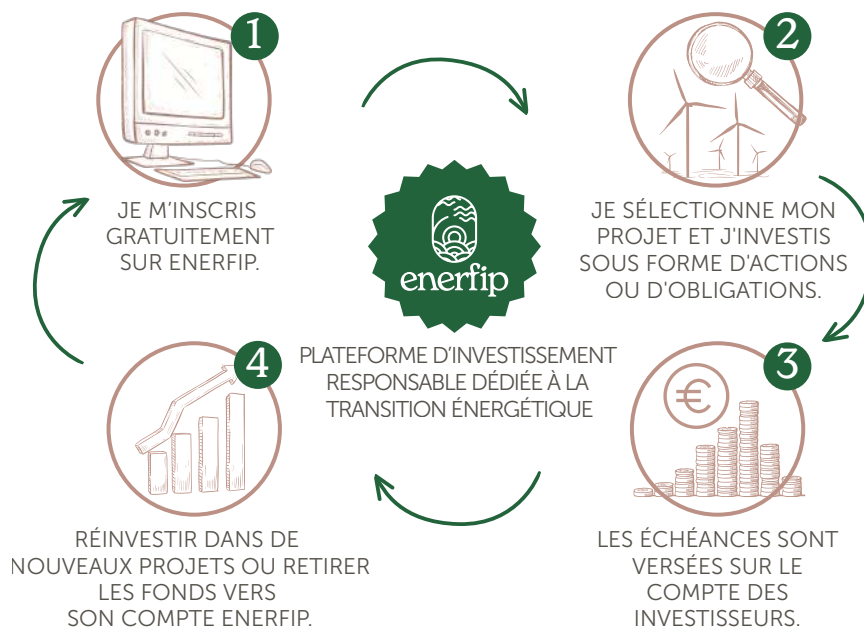 1
JE M'INSCRIS
GRATUITEMENT
SUR ENERFIP.
2
JE SÉLECTIONNE MON
PROJET ET J'INVESTIS
SOUS FORME D'ACTIONS
OU D'OBLIGATIONS.
enerfip
PLATEFORME D'INVESTISSEMENT
RESPONSABLE DÉDIÉE À LA
TRANSITION ÉNERGÉTIQUE
3
€
LES ÉCHÉANCES SONT
VERSÉES SUR LE
COMPTE DES
INVESTISSEURS.
4
RÉINVESTIR DANS DE
NOUVEAUX PROJETS OU RETIRER
LES FONDS VERS
SON COMPTE ENERFIP.